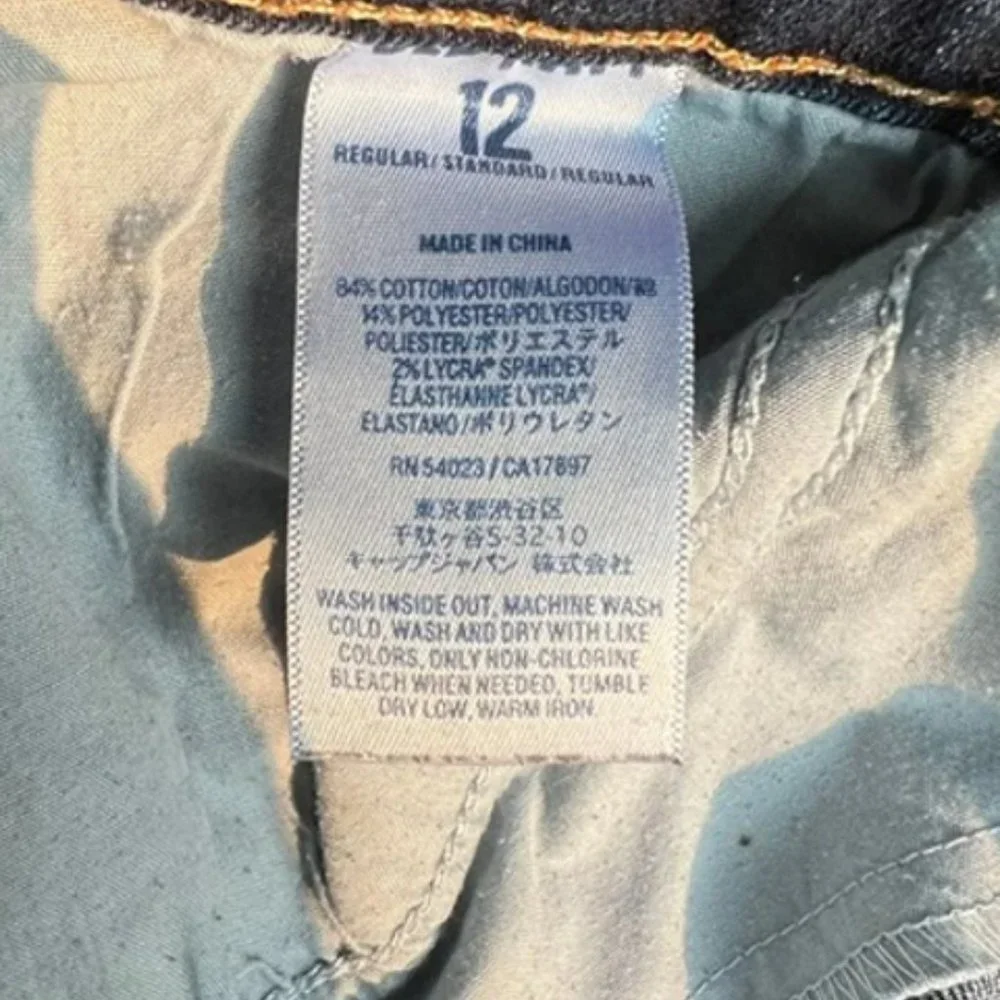 OLD NAVY
12
REGULAR/STANDARD/REGULAR
MADE IN CHINA
84% COTTON/COTON/ALGODON/綿
14% POLYESTER/POLYESTER/
POLIESTER/ポリエステル
2% LYCRA® SPANDEX/
ELASTHANNE LYCRA®/
ELASTANO/ポリウレタン
RN 54023 / CA17897
東京都渋谷区
千駄ヶ谷5-32-10
ギャップジャパン 株式会社
WASH INSIDE OUT, MACHINE WASH
COLD, WASH AND DRY WITH LIKE
COLORS, ONLY NON-CHLORINE
BLEACH WHEN NEEDED, TUMBLE
DRY LOW, WARM IRON.